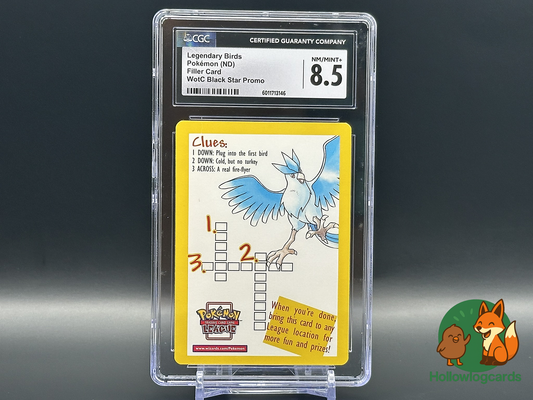 CGC
CERTIFIED GUARANTY COMPANY
Legendary Birds
Pokémon (ND)
Filler Card
WotC Black Star Promo
NM/MINT+
8.5
6011713146
Clues:
1 DOWN: Plug into the first bird
2 DOWN: Cold, but no turkey
3 ACROSS: A real fire-flyer
1.
2.
3.
When you're done,
bring this card to any
League location for
more fun and prizes!
POKéMON
LEAGUE
www.wizards.com/Pokemon
Hollowlogcards